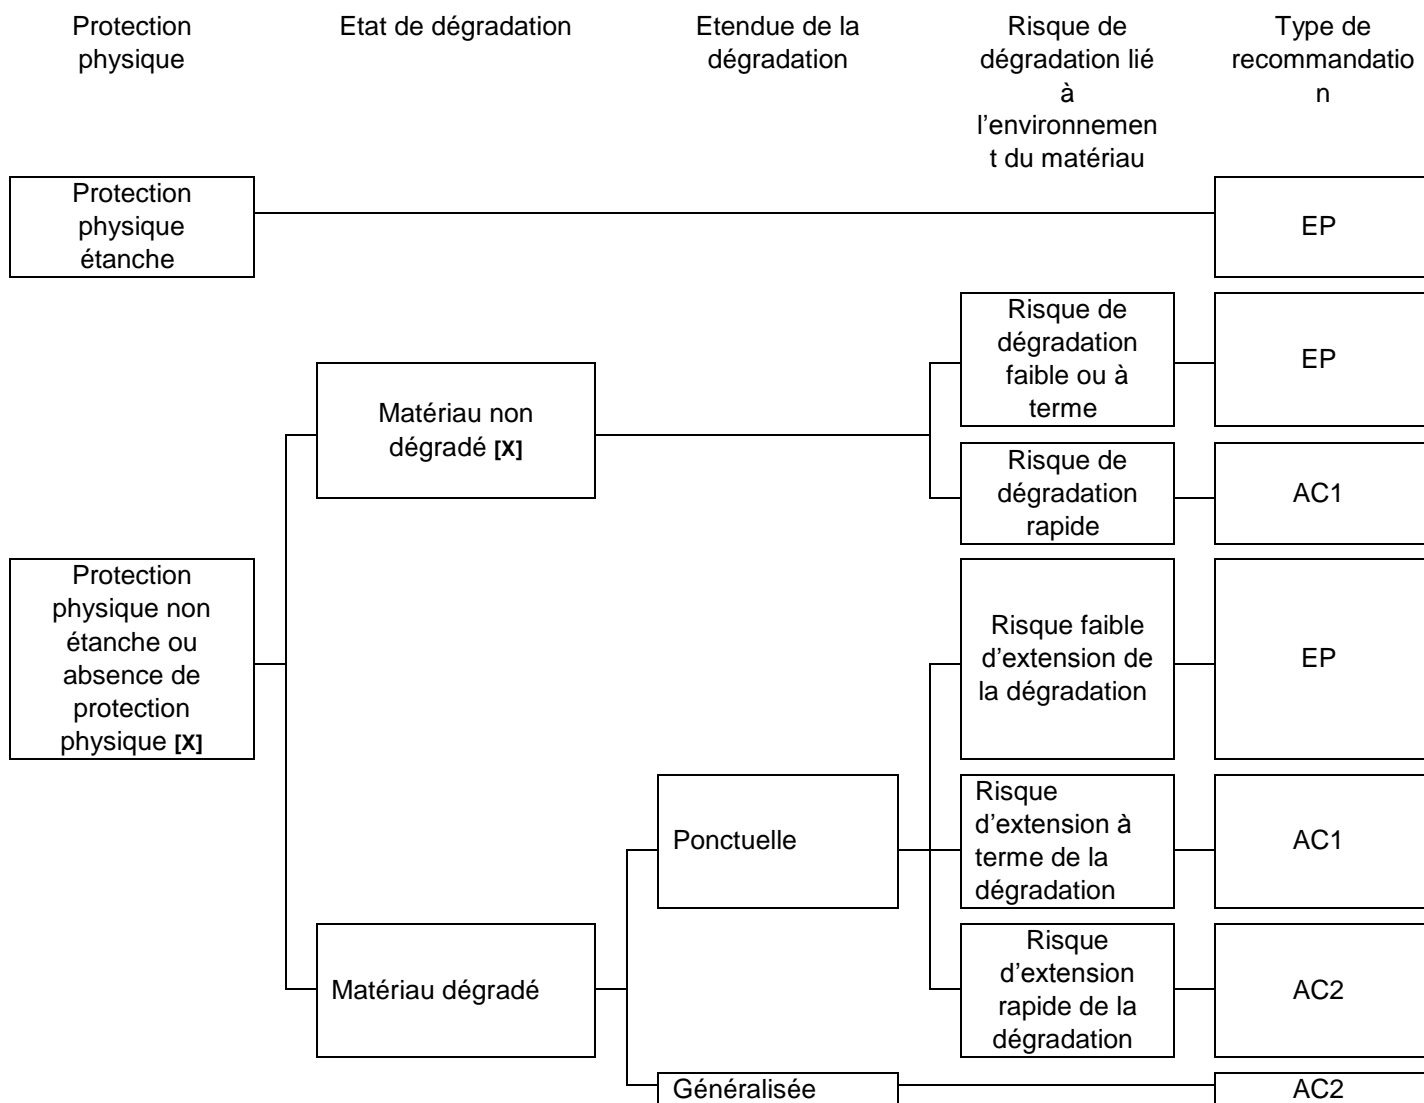 Protection
physique
Etat de dégradation
Etendue de la
dégradation
Risque de
dégradation lié
à
l’environnemen
t du matériau
Type de
recommandatio
n
Protection
physique
étanche
EP
Risque de
dégradation
faible ou à
terme
EP
Matériau non
dégradé [X]
Risque de
dégradation
rapide
AC1
Protection
physique non
étanche ou
absence de
protection
physique [X]
Risque faible
d’extension de
la dégradation
EP
Ponctuelle
Risque
d’extension à
terme de la
dégradation
AC1
Matériau dégradé
Risque
d’extension
rapide de la
dégradation
AC2
Généralisée
AC2